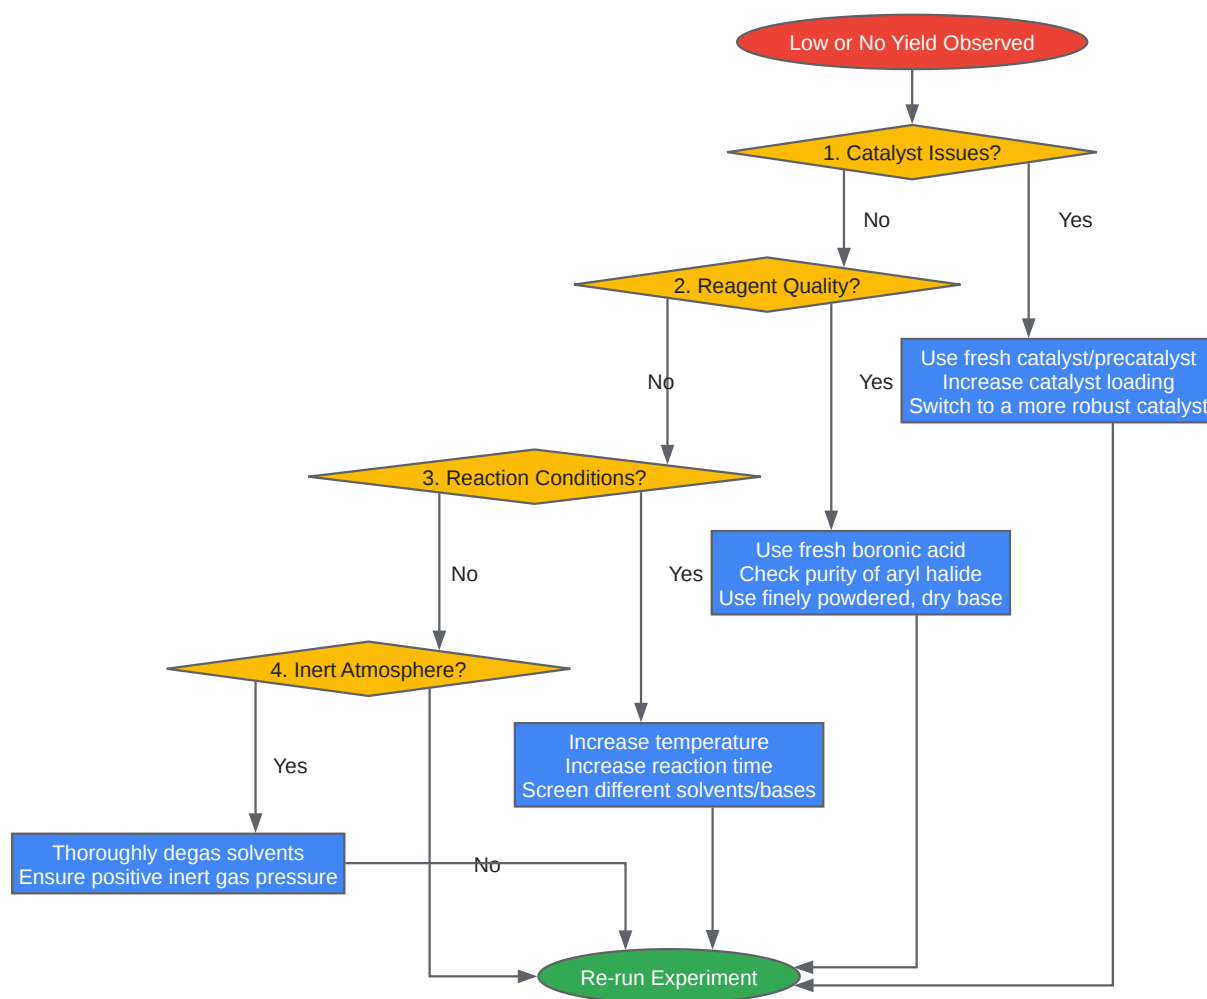 Low or No Yield Observed
1. Catalyst Issues?
No
Yes
2. Reagent Quality?
Use fresh catalyst/precatalyst
Increase catalyst loading
Switch to a more robust catalyst
No
Yes
3. Reaction Conditions?
Use fresh boronic acid
Check purity of aryl halide
Use finely powdered, dry base
No
Yes
4. Inert Atmosphere?
Increase temperature
Increase reaction time
Screen different solvents/bases
Yes
Thoroughly degas solvents
Ensure positive inert gas pressure
No
Re-run Experiment